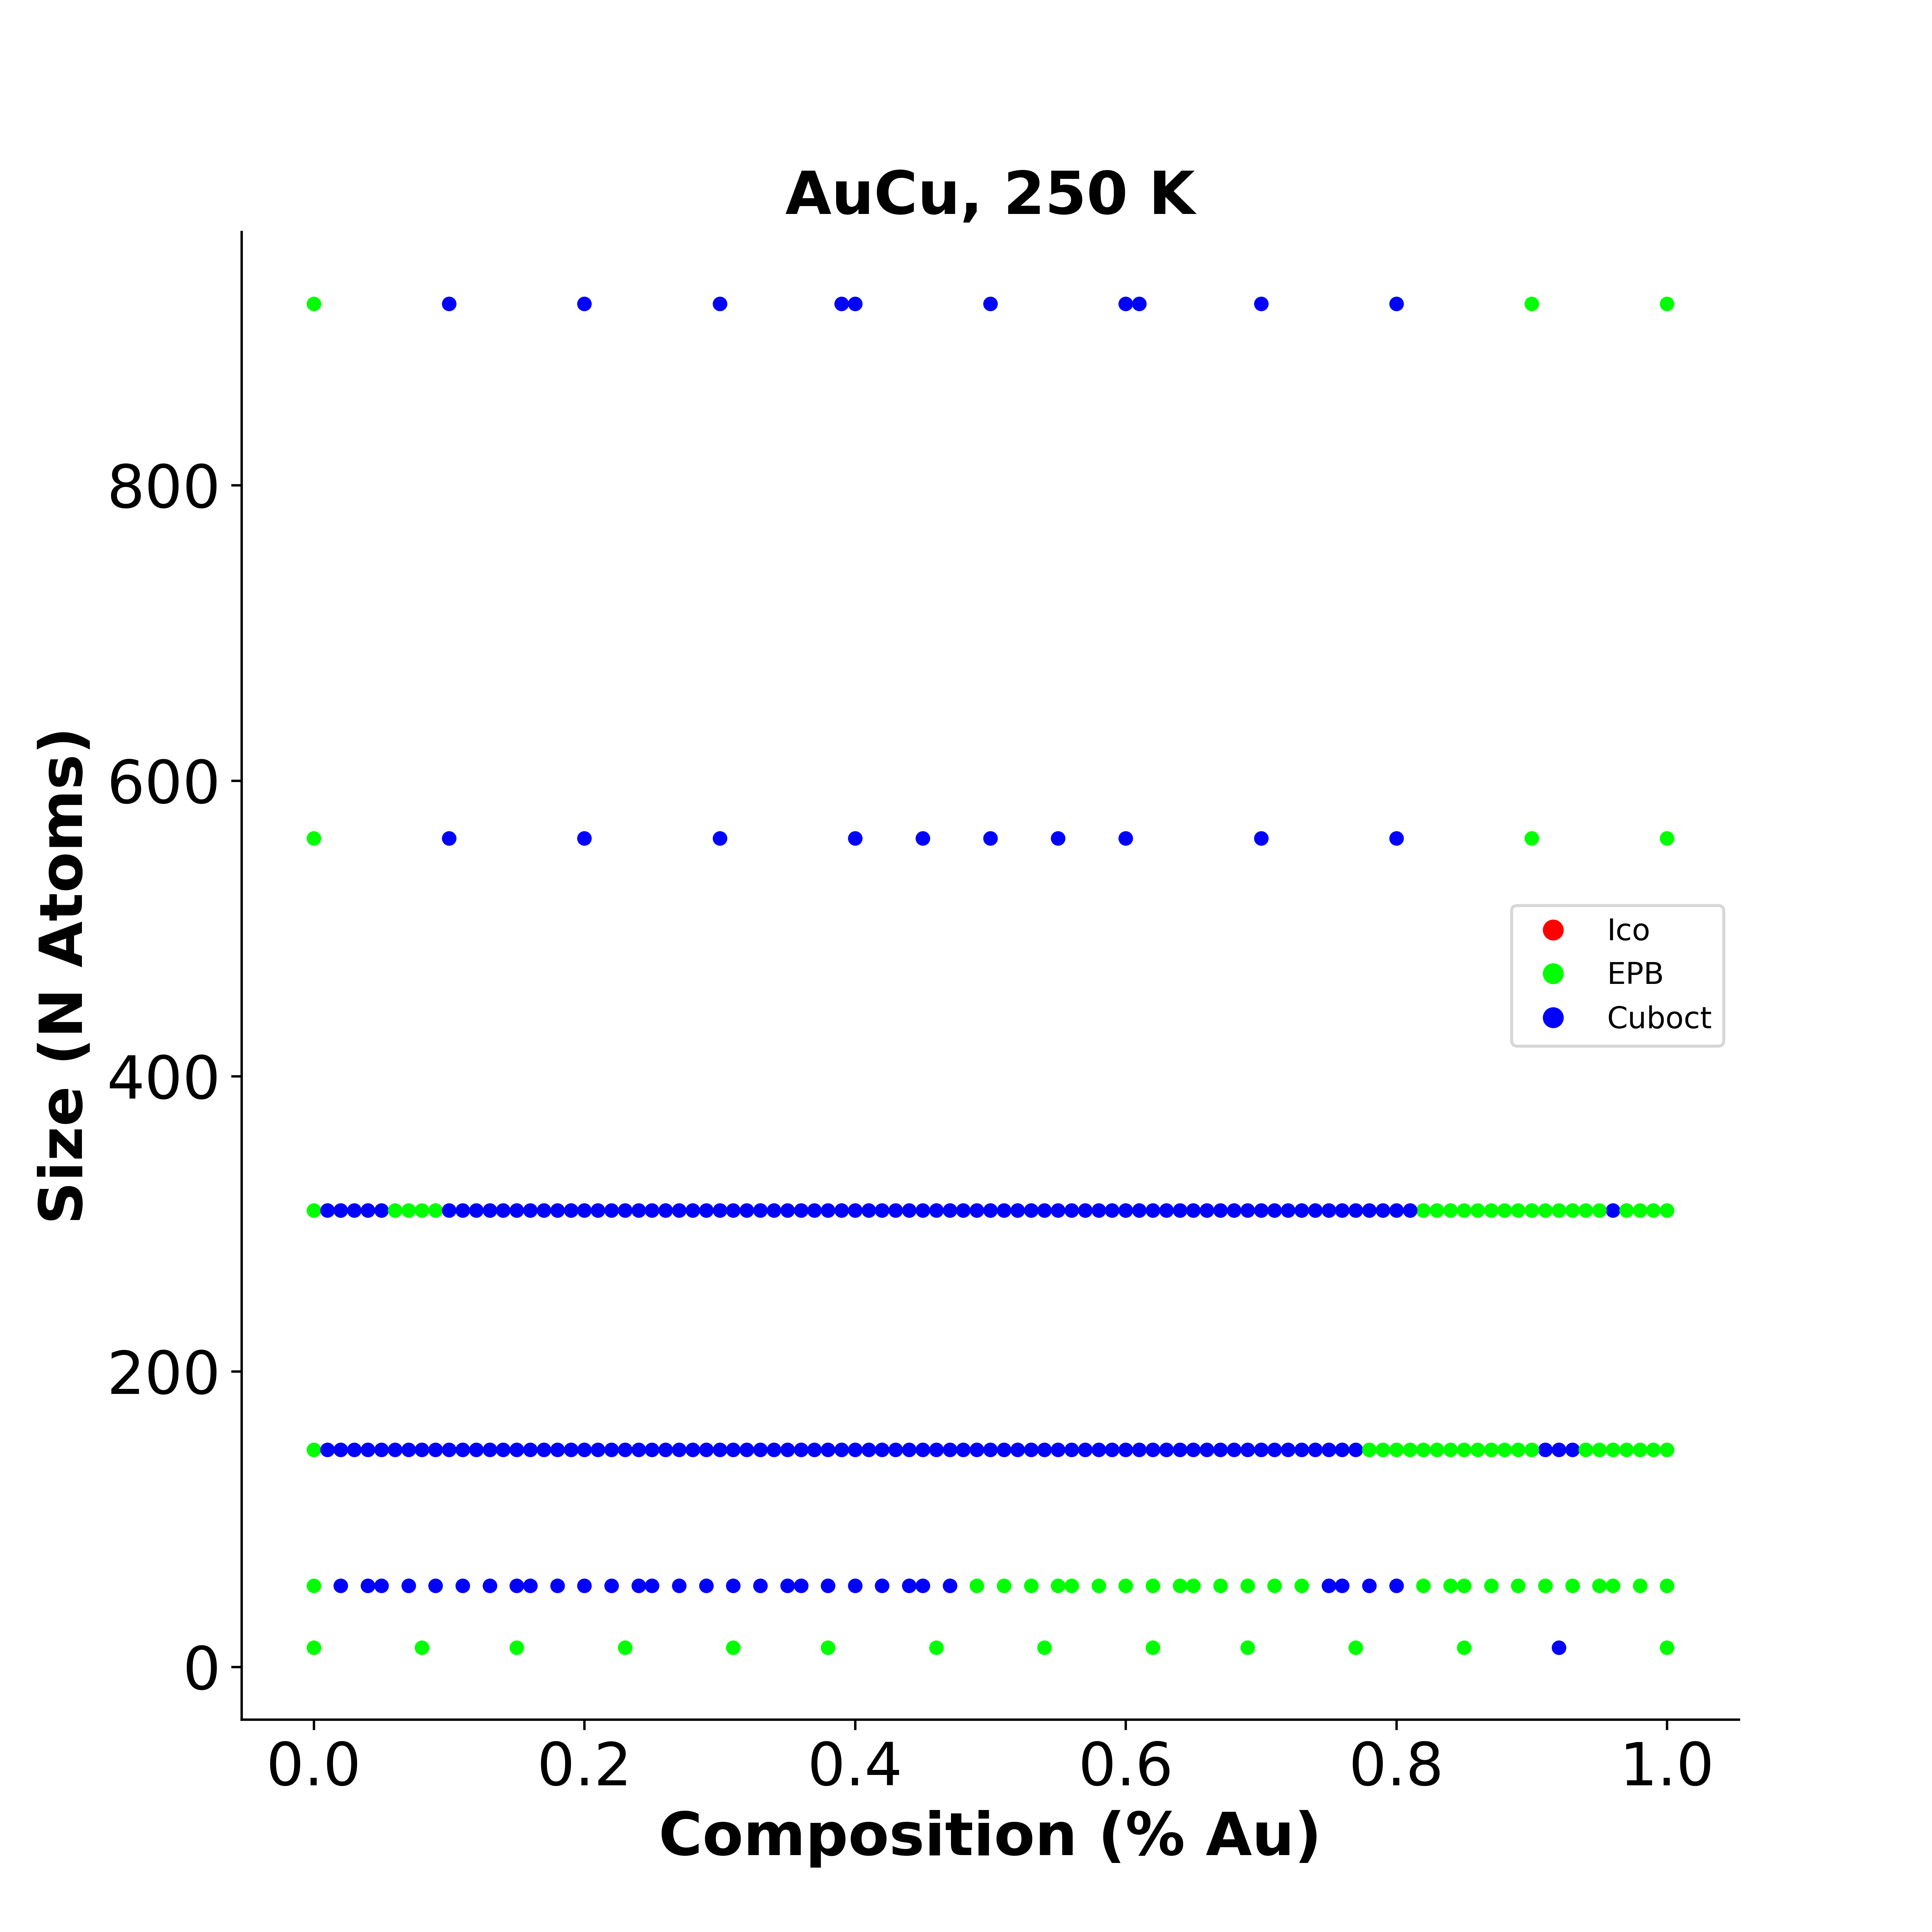 AuCu, 250 K
800
600
400
200
0
Size (N Atoms)
Ico
EPB
Cuboct
0.0 0.2 0.4 0.6 0.8 1.0
Composition (% Au)